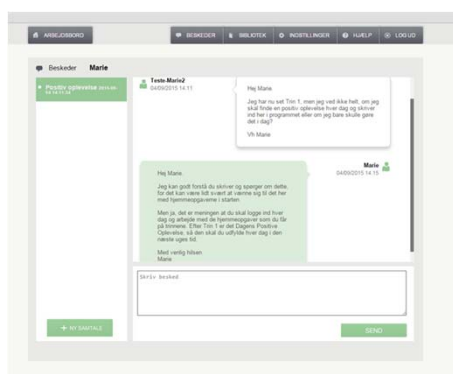 ARBEJDSBORD
BESKEDER
BIBLIOTEK
INDSTILLINGER
HJÆLP
LOG UD
Beskeder Marie
Positiv oplevelse
Teste-Marie2
04/09/2015 14:11
Hej Marie
Jeg har nu set Trin 1, men jeg ved ikke helt, om jeg
skal finde en positiv oplevelse hver dag og skriver
ind her i programmet eller om jeg bare skulle gøre
det i dag?
Vh Marie
Marie
04/09/2015 14:15
Hej Marie
Jeg kan godt forstå du skriver og spørger om dette,
for det kan være lidt svært at vænne sig til det her
med hjemmeopgaverne i starten.
Men ja, det er meningen at du skal logge ind hver
dag og arbejde med de hjemmeopgaver som du får
på trinnene. Efter Trin 1 er det Dagens Positive
Oplevelse, så den skal du udfylde hver dag i den
næste uges tid.
Med venlig hilsen
Marie
Skriv besked
+ NY SAMTALE
SEND